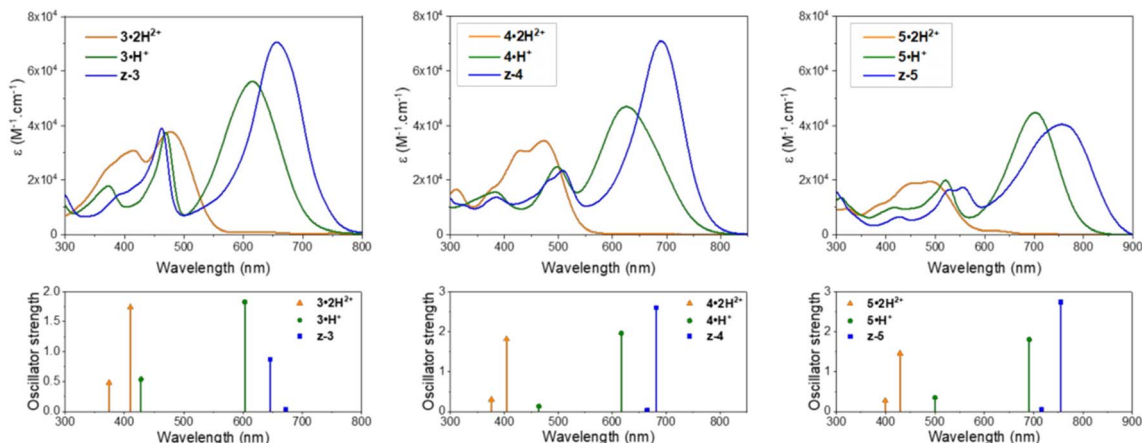 8x10⁴
6x10⁴
4x10⁴
2x10⁴
0
ε (M⁻¹.cm⁻¹)
3•2H²⁺
3•H⁺
z-3
300 400 500 600 700 800
Wavelength (nm)
8x10⁴
6x10⁴
4x10⁴
2x10⁴
0
ε (M⁻¹.cm⁻¹)
4•2H²⁺
4•H⁺
z-4
300 400 500 600 700 800
Wavelength (nm)
8x10⁴
6x10⁴
4x10⁴
2x10⁴
0
ε (M⁻¹.cm⁻¹)
5•2H²⁺
5•H⁺
z-5
300 400 500 600 700 800 900
Wavelength (nm)
2.0
1.5
1.0
0.5
0.0
Oscillator strength
3•2H²⁺
3•H⁺
z-3
300 400 500 600 700 800
Wavelength (nm)
3
2
1
0
Oscillator strength
4•2H²⁺
4•H⁺
z-4
300 400 500 600 700 800
Wavelength (nm)
3
2
1
0
Oscillator strength
5•2H²⁺
5•H⁺
z-5
300 400 500 600 700 800 900
Wavelength (nm)